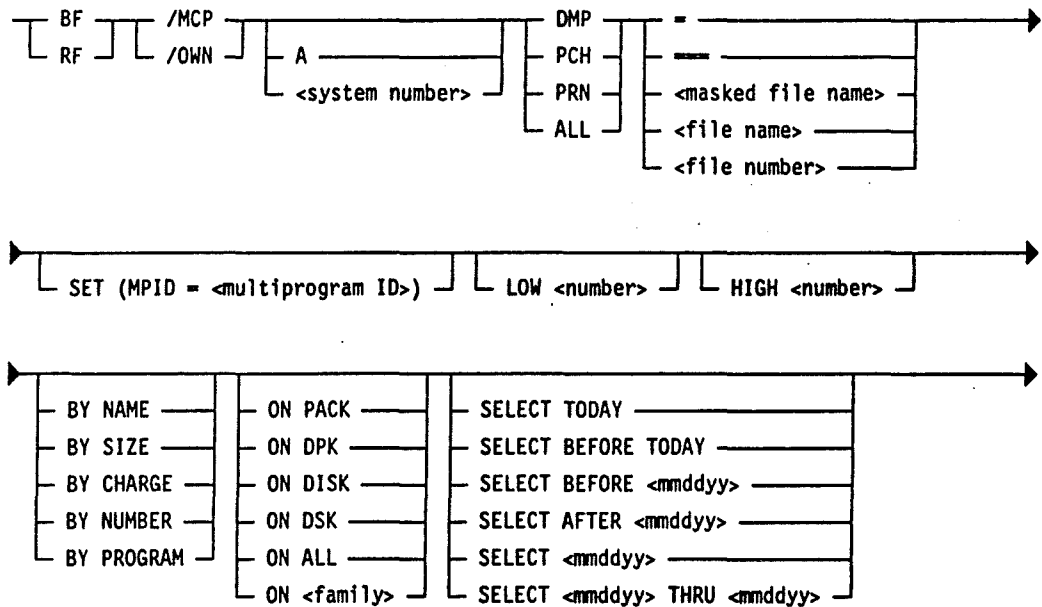 BF /MCP DMP =
RF /OWN A PCH
<system number> PRN <masked file name>
ALL <file name>
<file number>
SET (MPID = <multiprogram ID>) LOW <number> HIGH <number>
BY NAME ON PACK SELECT TODAY
BY SIZE ON DPK SELECT BEFORE TODAY
BY CHARGE ON DISK SELECT BEFORE <mmddyy>
BY NUMBER ON DSK SELECT AFTER <mmddyy>
BY PROGRAM ON ALL SELECT <mmddyy>
ON <family> SELECT <mmddyy> THRU <mmddyy>